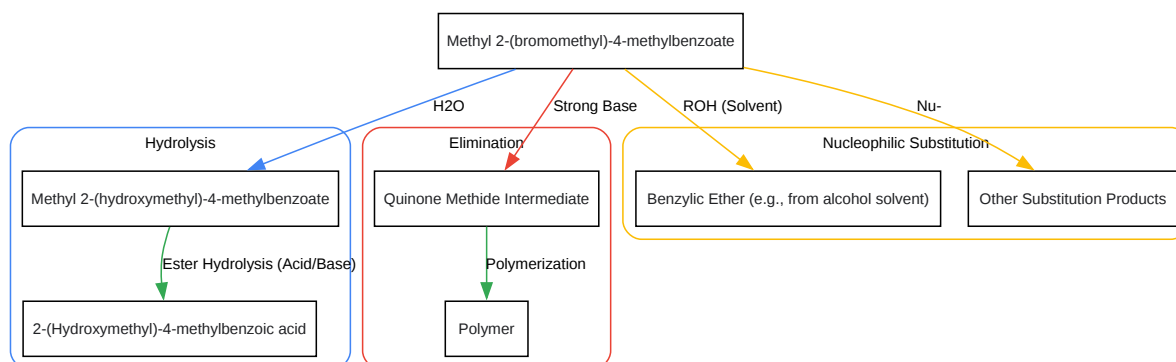 Methyl 2-(bromomethyl)-4-methylbenzoate
H2O
Strong Base
ROH (Solvent)
Nu-
Hydrolysis
Elimination
Nucleophilic Substitution
Methyl 2-(hydroxymethyl)-4-methylbenzoate
Quinone Methide Intermediate
Benzylic Ether (e.g., from alcohol solvent)
Other Substitution Products
Ester Hydrolysis (Acid/Base)
Polymerization
2-(Hydroxymethyl)-4-methylbenzoic acid
Polymer